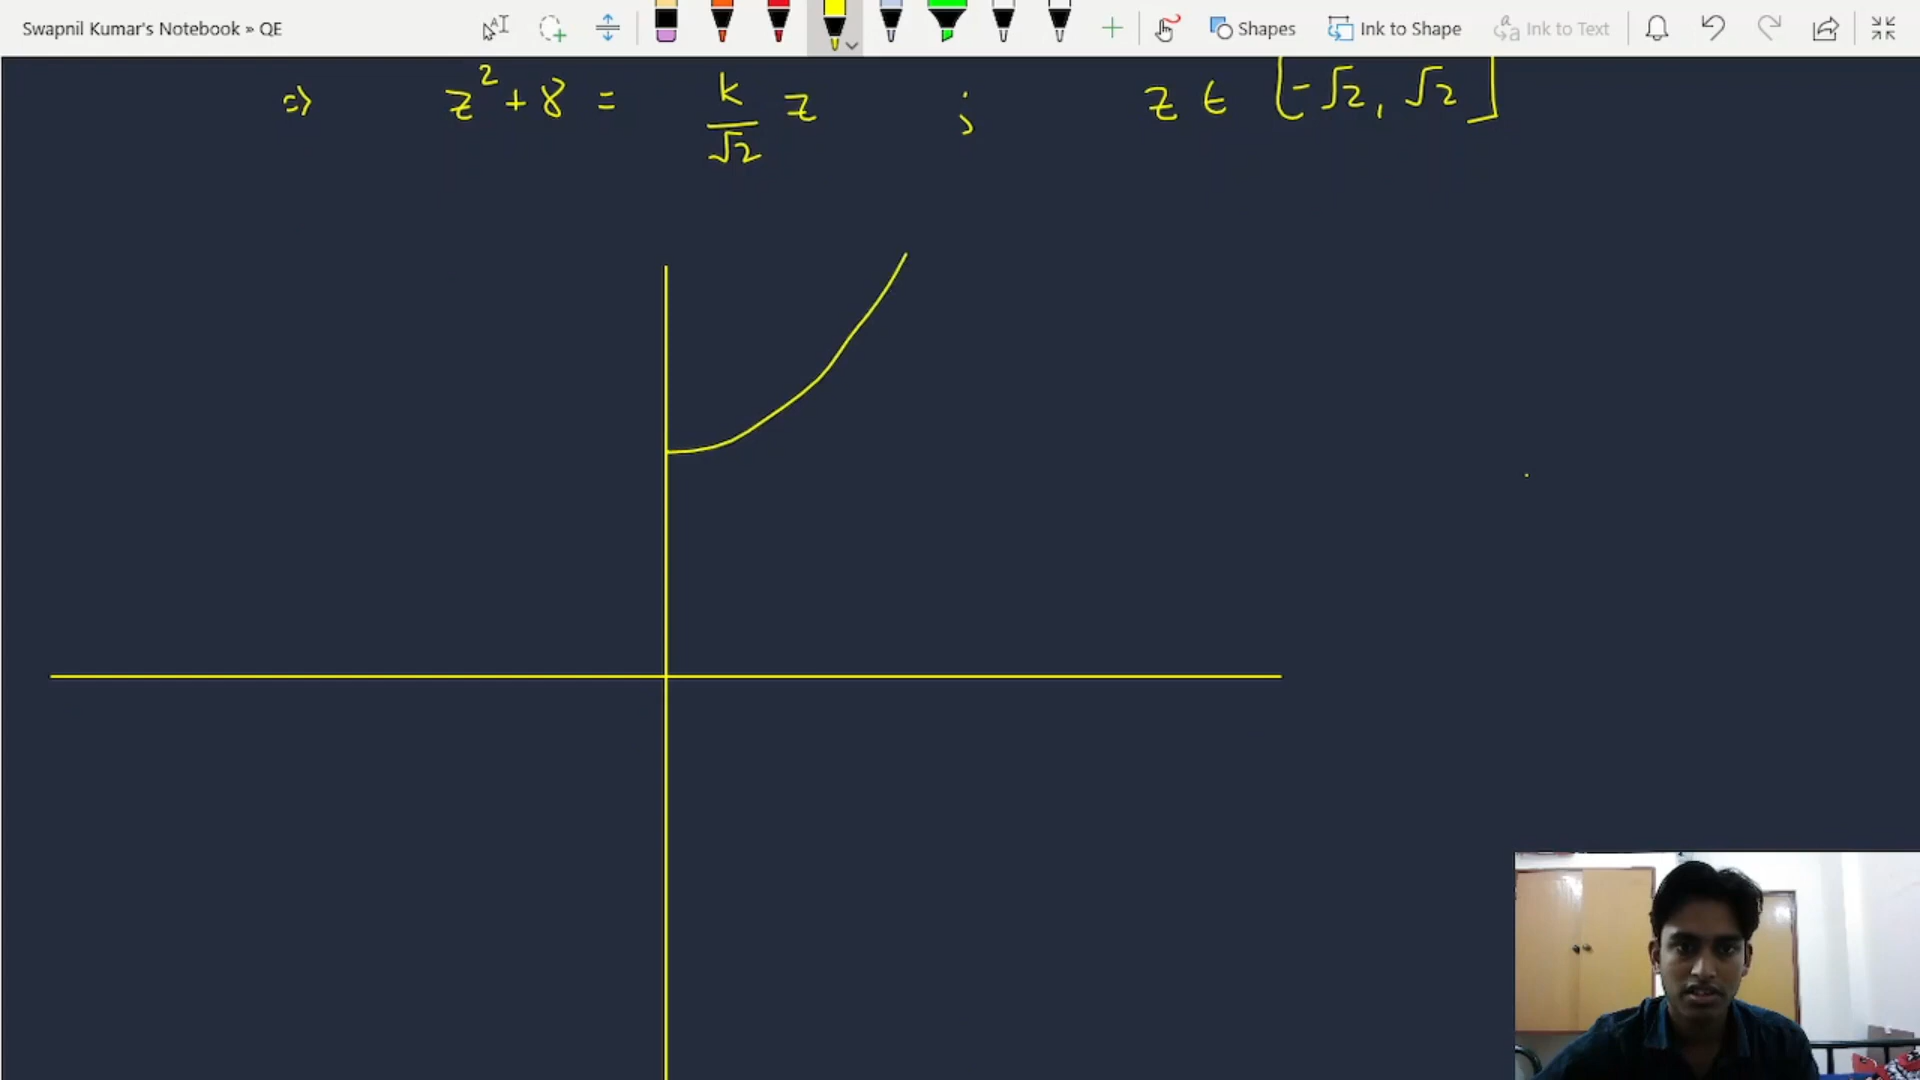 Swapnil Kumar's Notebook » QE
Shapes
Ink to Shape
Ink to Text
⇒ z² + 8 = k/√2 z ; z ∈ [-√2, √2]